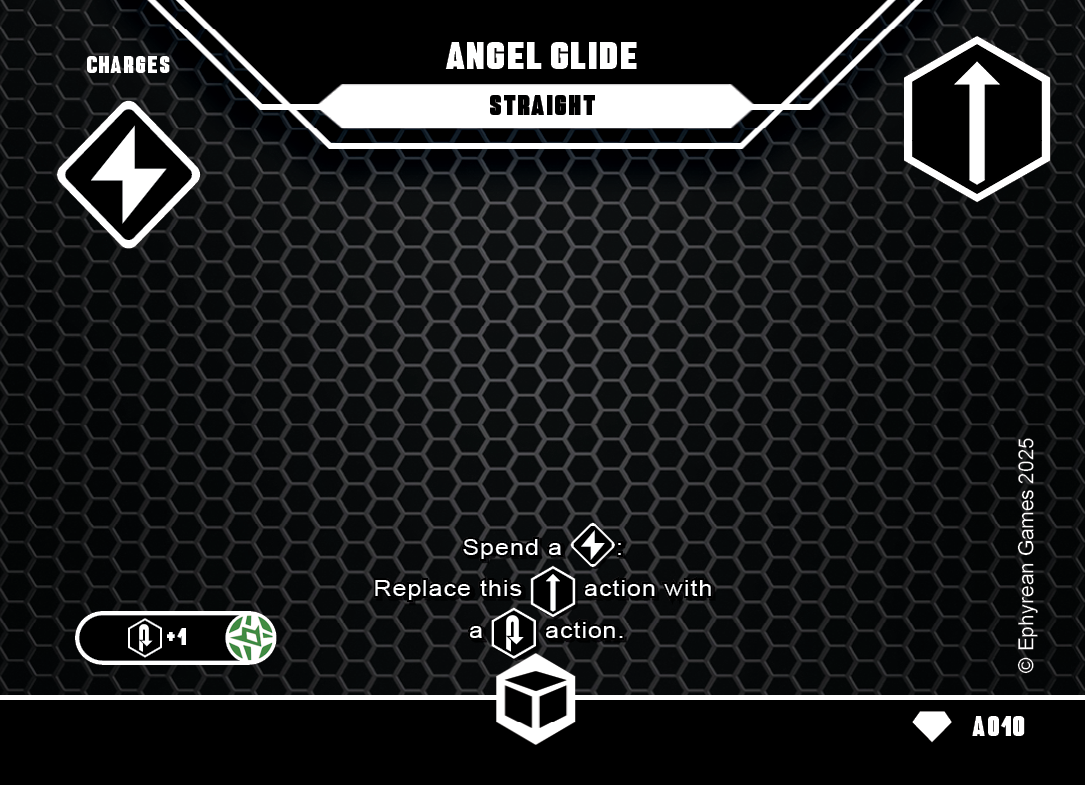 CHARGES
ANGEL GLIDE
STRAIGHT
Spend a :
Replace this action with
a action.
+1
© Ephyrean Games 2025
A010